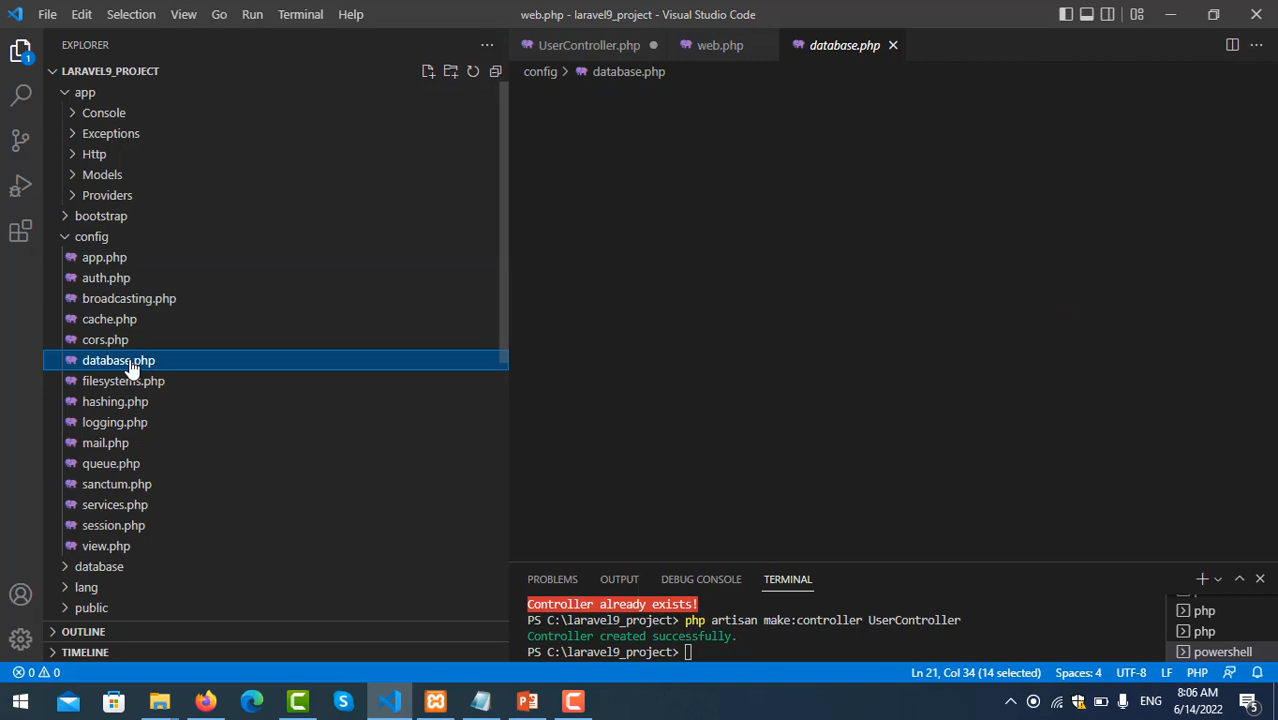 File Edit Selection View Go Run Terminal Help
web.php - laravel9_project - Visual Studio Code
1
EXPLORER
LARAVEL9_PROJECT
app
Console
Exceptions
Http
Models
Providers
bootstrap
config
app.php
auth.php
broadcasting.php
cache.php
cors.php
database.php
filesystems.php
hashing.php
logging.php
mail.php
queue.php
sanctum.php
services.php
session.php
view.php
database
lang
public
OUTLINE
TIMELINE
UserController.php web.php database.php
config > database.php
PROBLEMS OUTPUT DEBUG CONSOLE TERMINAL
Controller already exists!
PS C:\laravel9_project> php artisan make:controller UserController
Controller created successfully.
PS C:\laravel9_project>
php
php
powershell
0 0
Ln 21, Col 34 (14 selected) Spaces: 4 UTF-8 LF PHP
ENG
8:06 AM
6/14/2022
5